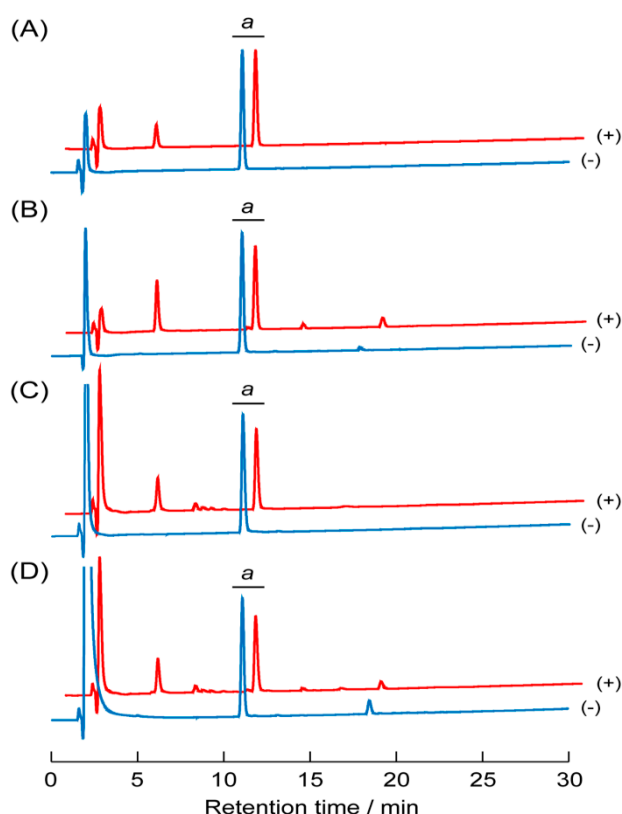 (A)
a
(+)
(-)
(B)
a
(+)
(-)
(C)
a
(+)
(-)
(D)
a
(+)
(-)
0 5 10 15 20 25 30
Retention time / min